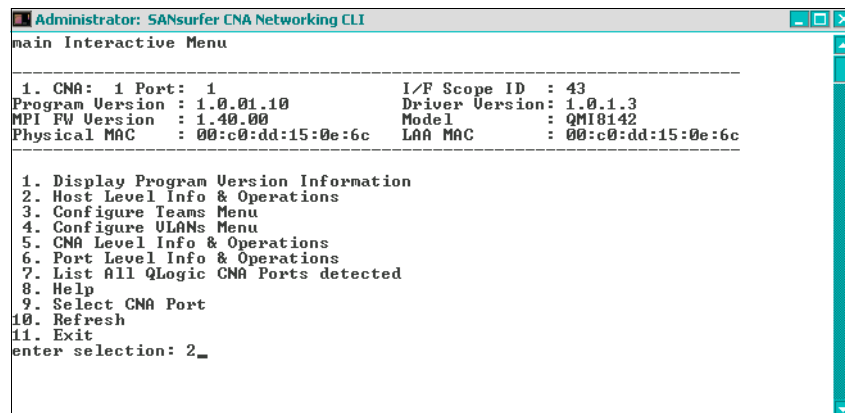 Administrator: SANsurfer CNA Networking CLI
main Interactive Menu
1. CNA: 1 Port: 1 I/F Scope ID : 43
Program Version : 1.0.01.10 Driver Version: 1.0.1.3
MPI FW Version : 1.40.00 Model : QMI8142
Physical MAC : 00:c0:dd:15:0e:6c LAA MAC : 00:c0:dd:15:0e:6c
1. Display Program Version Information
2. Host Level Info & Operations
3. Configure Teams Menu
4. Configure VLANs Menu
5. CNA Level Info & Operations
6. Port Level Info & Operations
7. List All QLogic CNA Ports detected
8. Help
9. Select CNA Port
10. Refresh
11. Exit
enter selection: 2_